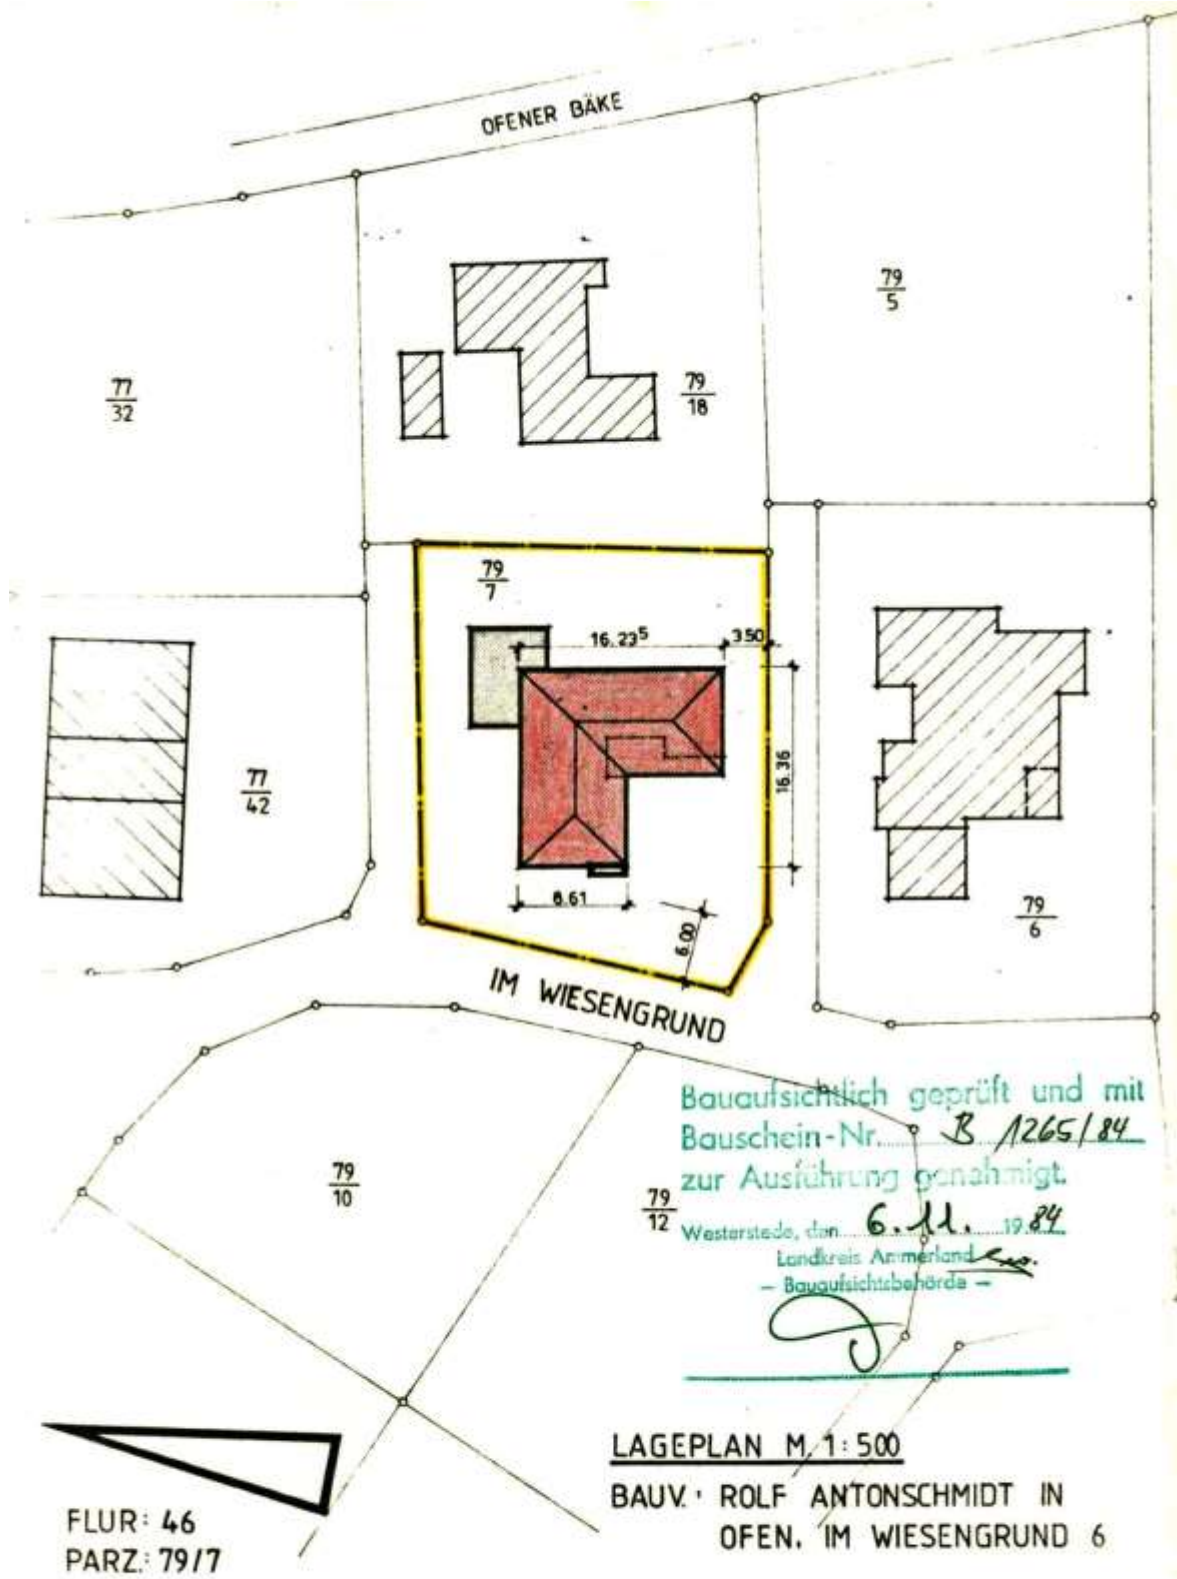 OFENER BÄKE
79
5
77
32
79
18
79
7
16.23⁵
3.50
16.36
77
42
8.61
6.00
79
6
IM WIESENGRUND
Bauaufsichtlich geprüft und mit
Bauschein-Nr. B 1265/84
zur Ausführung genehmigt.
79
10
79
12
Westerstede, den 6.11. 1984
Landkreis Ammerland
– Bauaufsichtsbehörde –
LAGEPLAN M. 1:500
BAUV.: ROLF ANTONSCHMIDT IN
OFEN, IM WIESENGRUND 6
FLUR: 46
PARZ.: 79/7